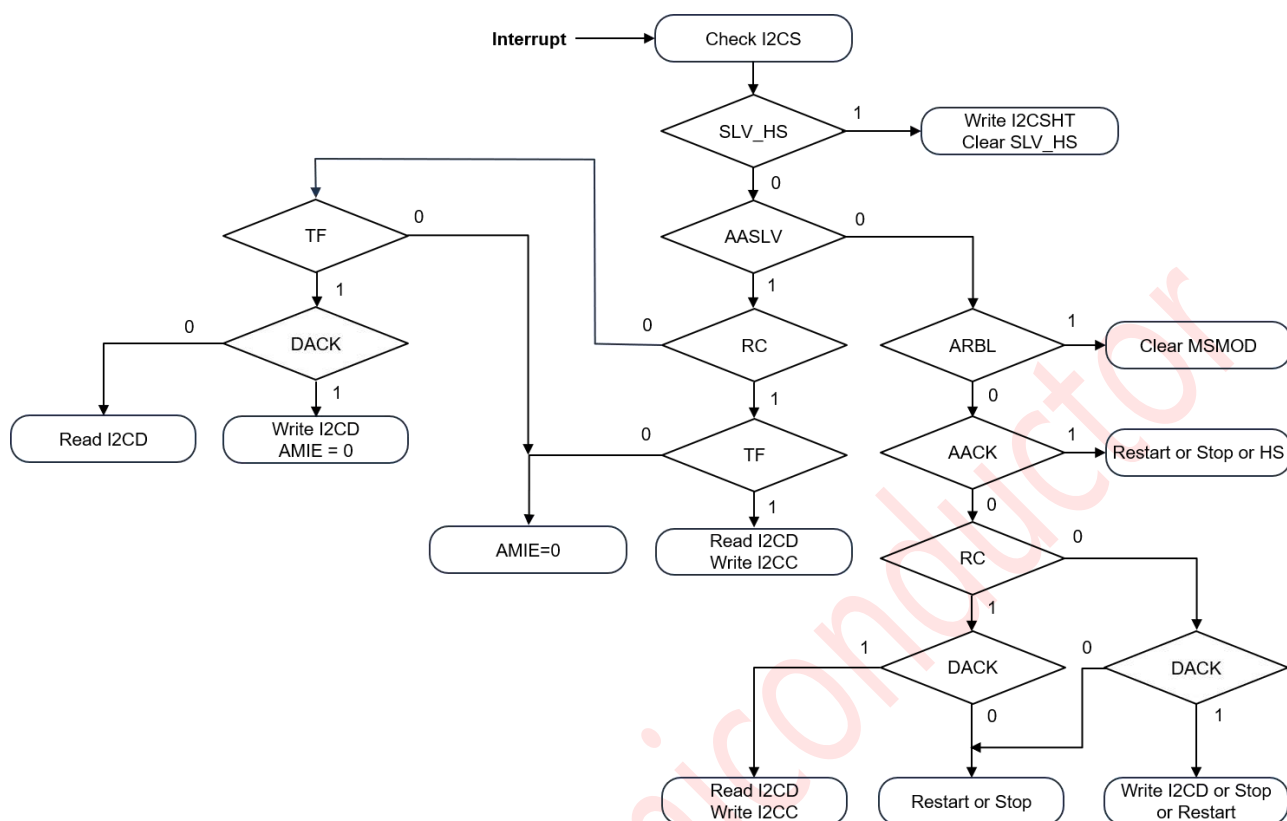 Interrupt
Check I2CS
SLV_HS
1
Write I2CSHT
Clear SLV_HS
0
TF
0
AASLV
0
1
1
0
DACK
0
RC
ARBL
1
Clear MSMOD
1
1
0
Read I2CD
Write I2CD
AMIE = 0
0
TF
AACK
1
Restart or Stop or HS
1
0
AMIE=0
Read I2CD
Write I2CC
RC
0
1
1
DACK
0
DACK
0
1
Read I2CD
Write I2CC
Restart or Stop
Write I2CD or Stop
or Restart
niconductor